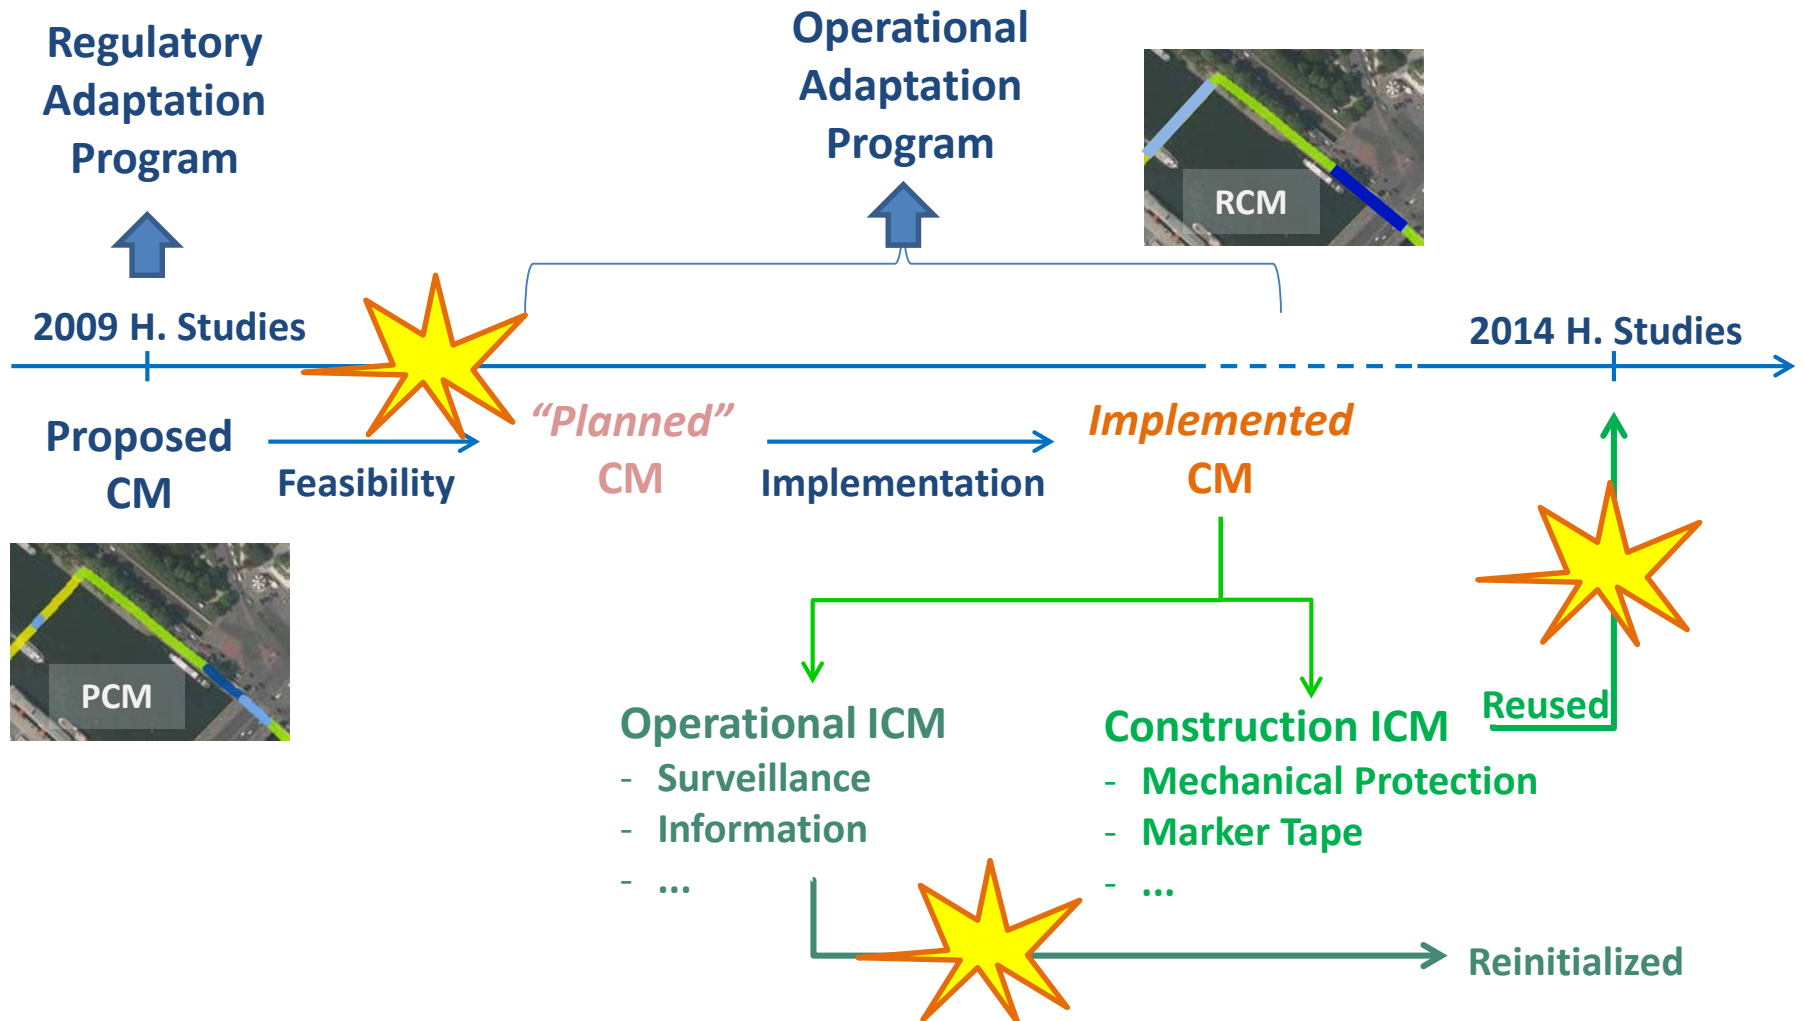 Regulatory
Adaptation
Program
Operational
Adaptation
Program
RCM
2009 H. Studies
2014 H. Studies
Proposed
CM
Feasibility
“Planned”
CM
Implementation
Implemented
CM
PCM
Operational ICM
- Surveillance
- Information
- ...
Construction ICM
- Mechanical Protection
- Marker Tape
- ...
Reused
Reinitialized